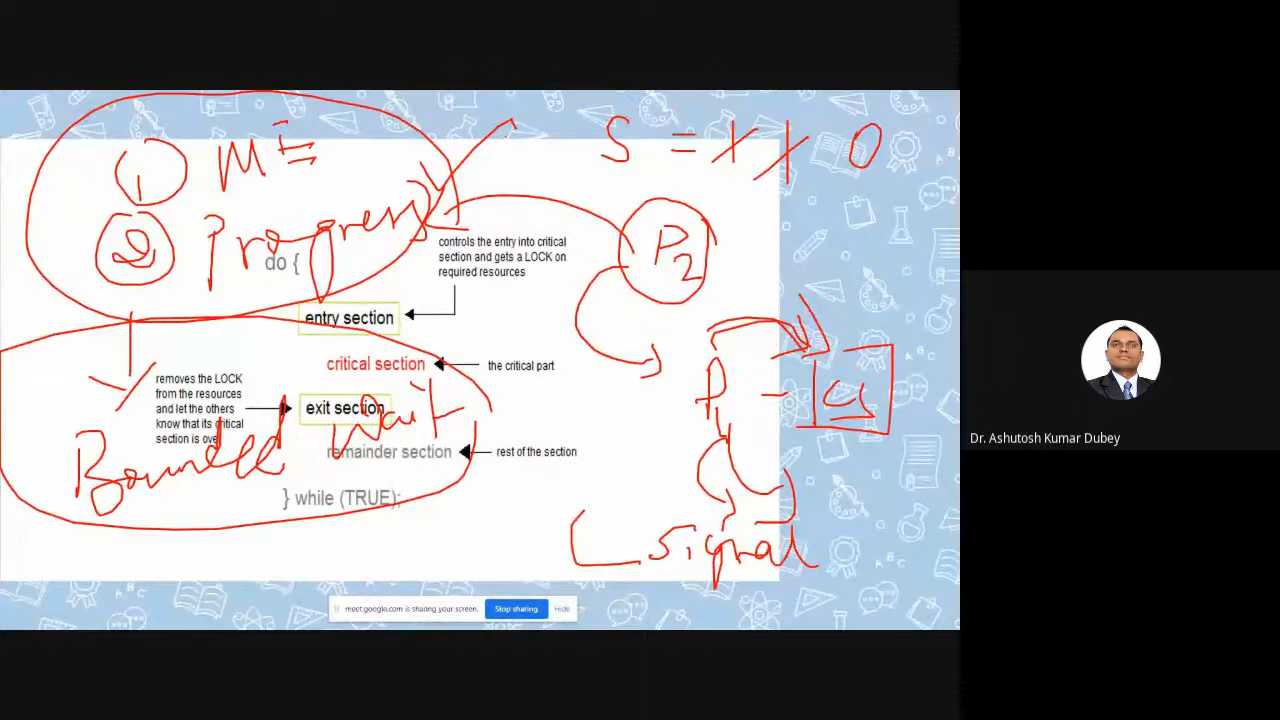 1 ME
2 Progress
S = 1 1 0
P2
do {
controls the entry into critical
section and gets a LOCK on
required resources
entry section
critical section
the critical part
removes the LOCK
from the resources
and let the others
know that its critical
section is over
exit section
Bounded Wait
remainder section
rest of the section
} while (TRUE);
signal
meet.google.com is sharing your screen.
Stop sharing
Hide
Dr. Ashutosh Kumar Dubey